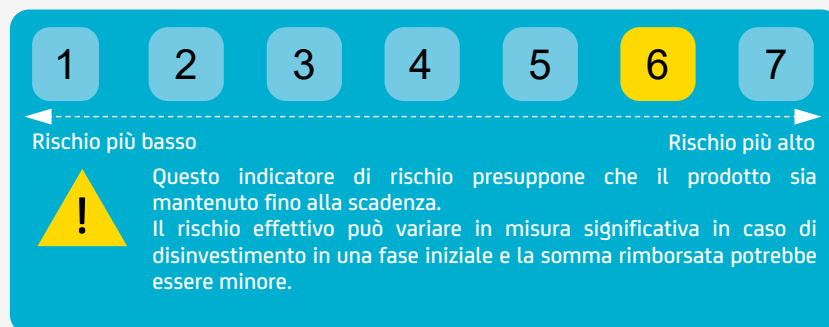 1 2 3 4 5 6 7
Rischio più basso Rischio più alto
Questo indicatore di rischio presuppone che il prodotto sia
mantenuto fino alla scadenza.
Il rischio effettivo può variare in misura significativa in caso di
disinvestimento in una fase iniziale e la somma rimborsata potrebbe
essere minore.
!